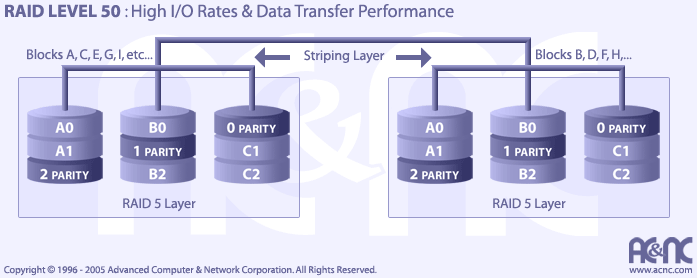 RAID LEVEL 50 : High I/O Rates & Data Transfer Performance
Blocks A, C, E, G, I, etc... Striping Layer Blocks B, D, F, H,...
A0 B0 0 PARITY A0 B0 0 PARITY
A1 1 PARITY C1 A1 1 PARITY C1
2 PARITY B2 C2 2 PARITY B2 C2
RAID 5 Layer RAID 5 Layer
AC&NC
AC&NC
Copyright © 1996 - 2005 Advanced Computer & Network Corporation. All Rights Reserved. www.acnc.com